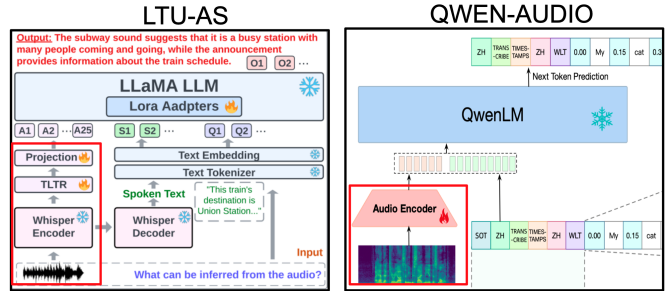 LTU-AS
QWEN-AUDIO
Output: The subway sound suggests that it is a busy station with
many people coming and going, while the announcement
provides information about the train schedule.
O1 O2 ...
LLaMA LLM
Lora Aadpters
A1 A2 ...A25 S1 S2 ... Q1 Q2 ...
Projection
Text Embedding
TLTR
Text Tokenizer
Spoken Text
Whisper
Encoder
Whisper
Decoder
"This train's
destination is
Union Station..."
Input
What can be inferred from the audio?
ZH TRANS-CRIBE TIMES-TAMPS ZH WLT 0.00 My 0.15 cat 0.3
Next Token Prediction
QwenLM
Audio Encoder
SOT ZH TRANS-CRIBE TIMES-TAMPS ZH WLT 0.00 My 0.15 cat